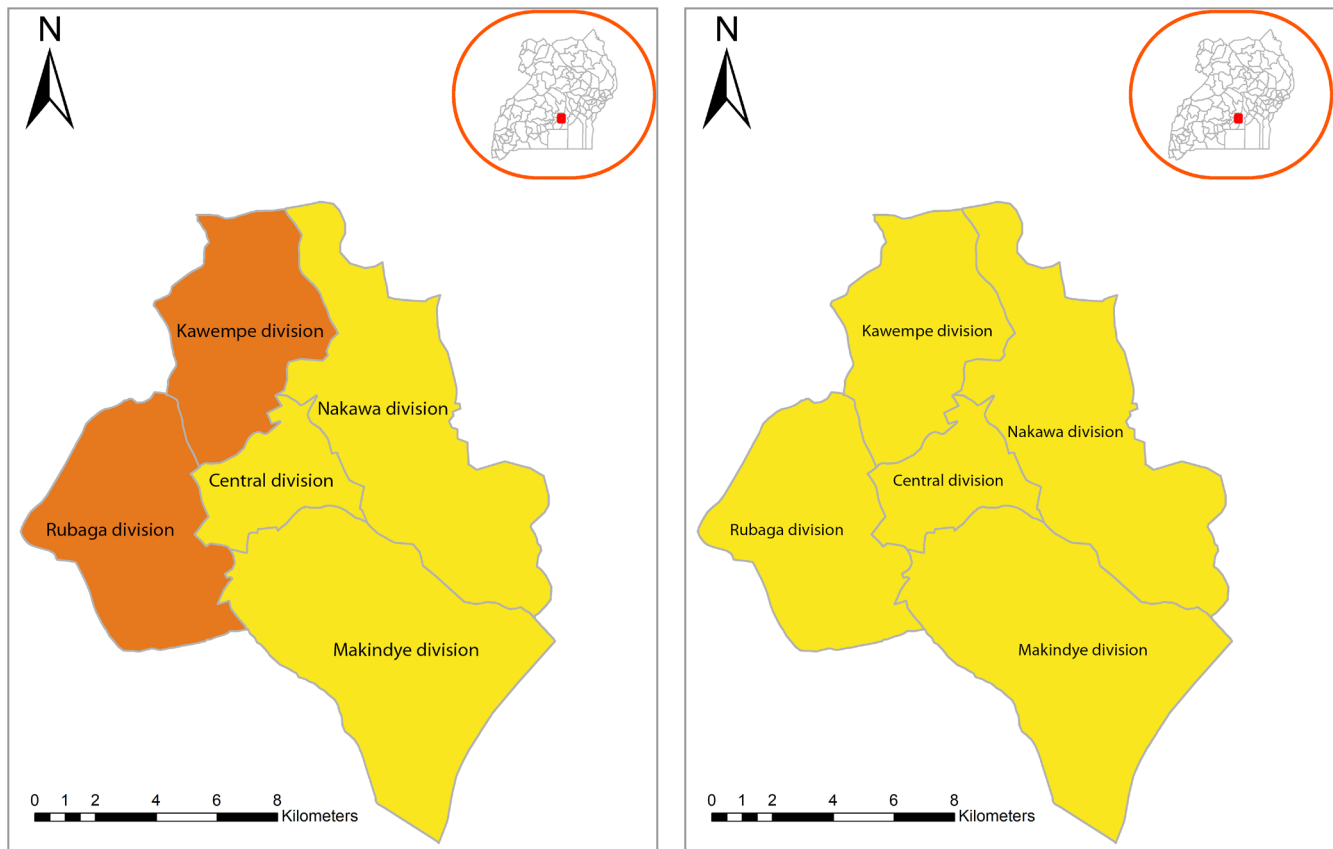 N
Kawempe division
Nakawa division
Central division
Rubaga division
Makindye division
0 1 2 4 6 8
Kilometers
N
Kawempe division
Nakawa division
Central division
Rubaga division
Makindye division
0 1 2 4 6 8
Kilometers